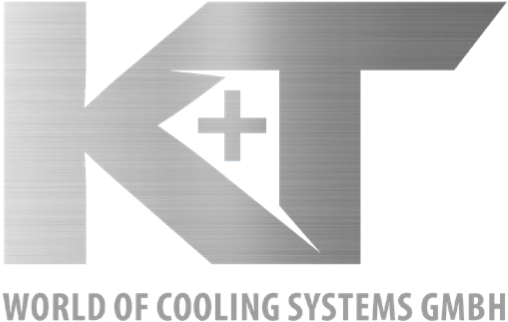 K+T
WORLD OF COOLING SYSTEMS GMBH